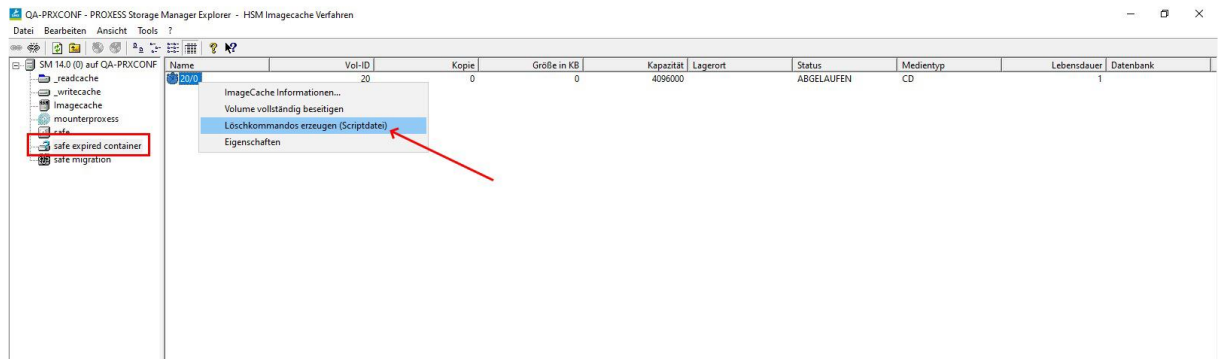 QA-PRXCONF - PROXESS Storage Manager Explorer - HSM Imagecache Verfahren
Datei Bearbeiten Ansicht Tools ?
SM 14.0 (0) auf QA-PRXCONF
_readcache
_writecache
Imagecache
mounterproxess
safe
safe expired container
safe migration
Name Vol-ID Kopie Größe in KB Kapazität Lagerort Status Medientyp Lebensdauer Datenbank
20/0 20 0 0 4096000 ABGELAUFEN CD 1
ImageCache Informationen...
Volume vollständig beseitigen
Löschkommandos erzeugen (Scriptdatei)
Eigenschaften